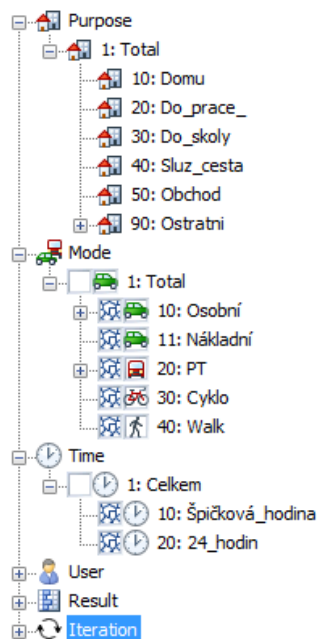 Purpose
1: Total
10: Domu
20: Do_prace_
30: Do_skoly
40: Sluz_cesta
50: Obchod
90: Ostratni
Mode
1: Total
10: Osobní
11: Nákladní
20: PT
30: Cyklo
40: Walk
Time
1: Celkem
10: Špičková_hodina
20: 24_hodin
User
Result
Iteration